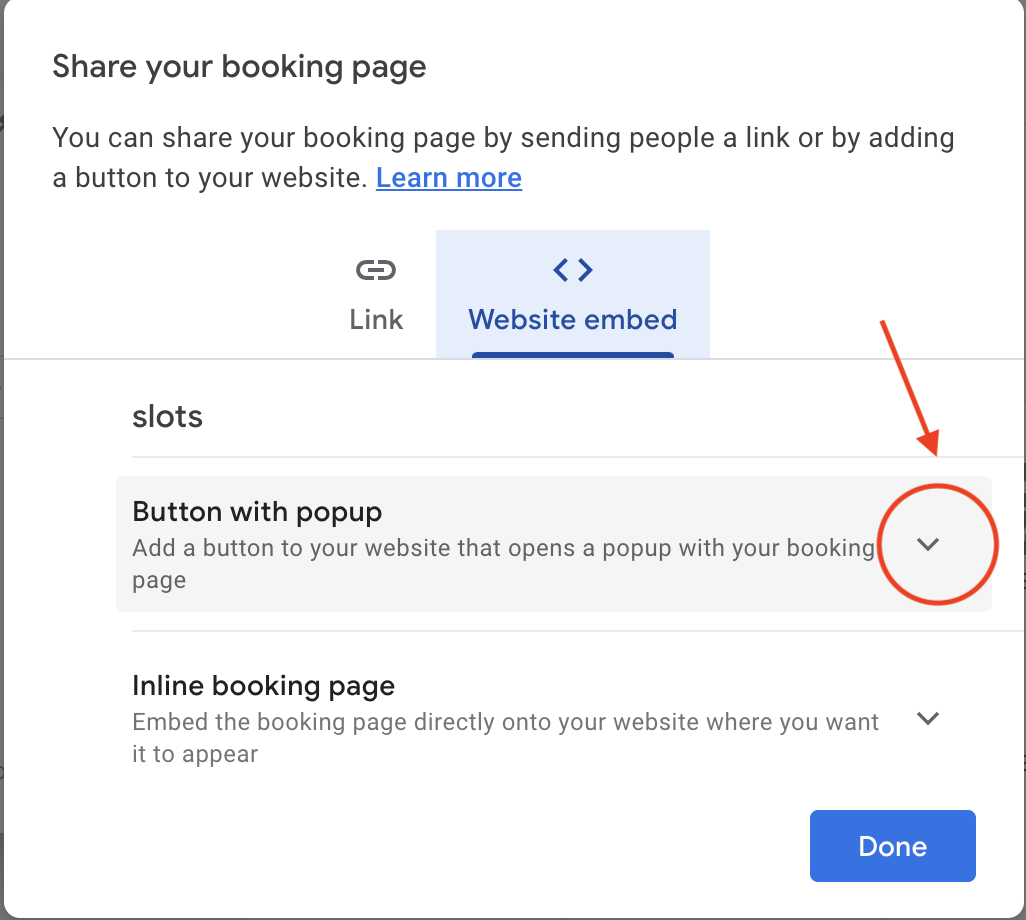 Share your booking page
You can share your booking page by sending people a link or by adding
a button to your website. Learn more
Link
Website embed
slots
Button with popup
Add a button to your website that opens a popup with your booking
page
Inline booking page
Embed the booking page directly onto your website where you want
it to appear
Done